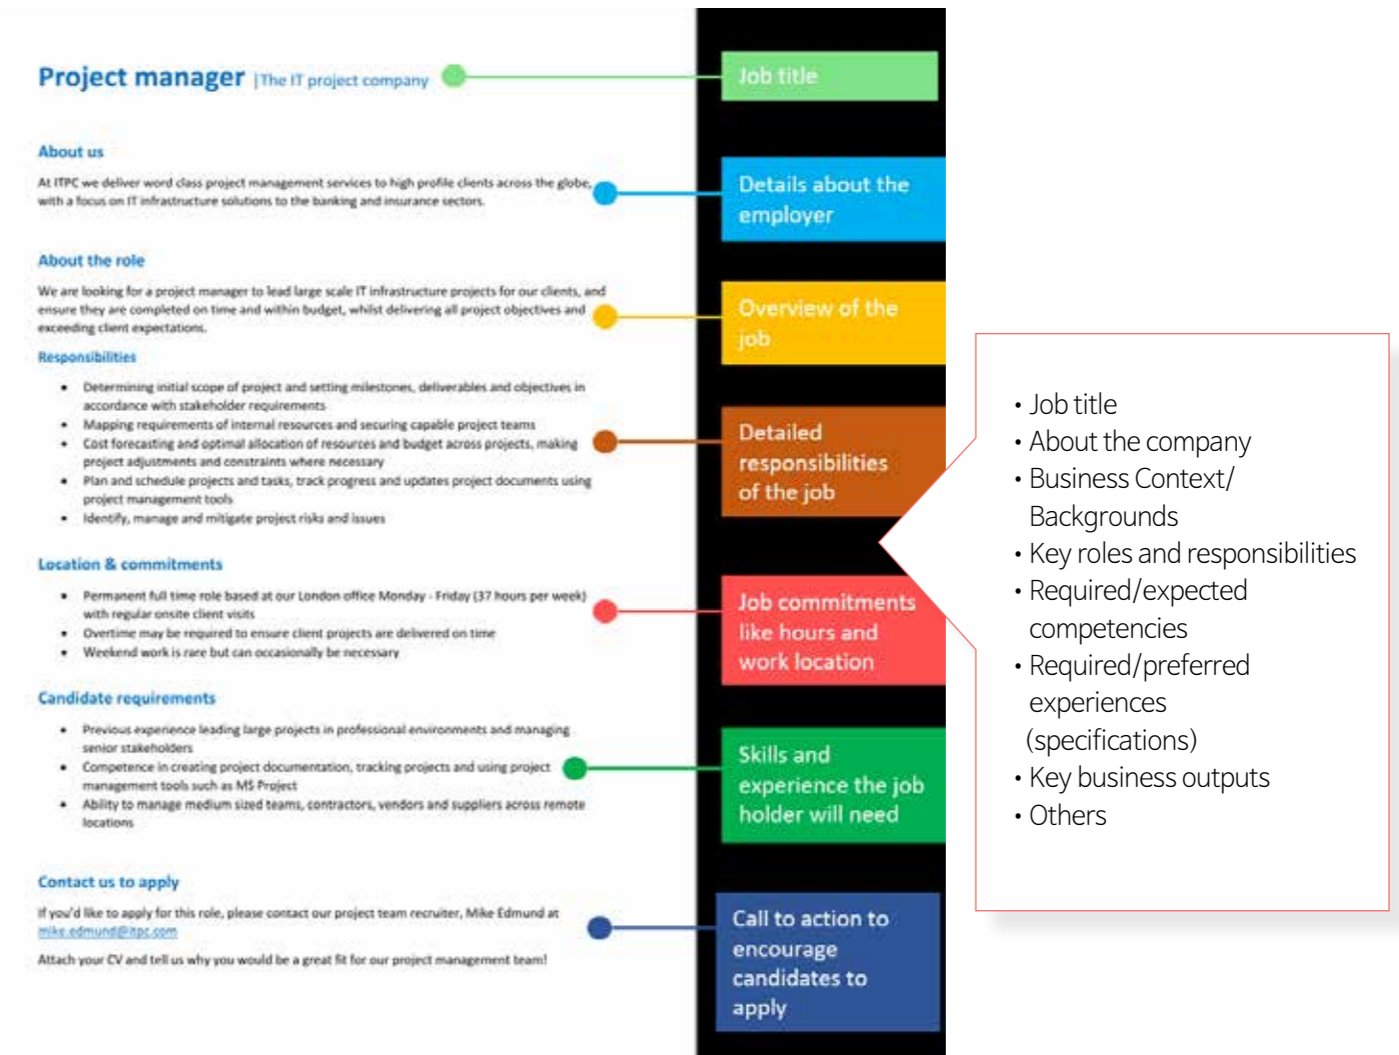 Project manager |The IT project company
Job title
About us
At ITPC we deliver word class project management services to high profile clients across the globe,
with a focus on IT infrastructure solutions to the banking and insurance sectors.
Details about the
employer
About the role
We are looking for a project manager to lead large scale IT infrastructure projects for our clients, and
ensure they are completed on time and within budget, whilst delivering all project objectives and
exceeding client expectations.
Overview of the
job
Responsibilities
• Determining initial scope of project and setting milestones, deliverables and objectives in
accordance with stakeholder requirements
• Mapping requirements of internal resources and securing capable project teams
• Cost forecasting and optimal allocation of resources and budget across projects, making
project adjustments and constraints where necessary
• Plan and schedule projects and tasks, track progress and updates project documents using
project management tools
• Identify, manage and mitigate project risks and issues
Detailed
responsibilities
of the job
Location & commitments
• Permanent full time role based at our London office Monday - Friday (37 hours per week)
with regular onsite client visits
• Overtime may be required to ensure client projects are delivered on time
• Weekend work is rare but can occasionally be necessary
Job commitments
like hours and
work location
Candidate requirements
• Previous experience leading large projects in professional environments and managing
senior stakeholders
• Competence in creating project documentation, tracking projects and using project
management tools such as MS Project
• Ability to manage medium sized teams, contractors, vendors and suppliers across remote
locations
Skills and
experience the job
holder will need
Contact us to apply
If you'd like to apply for this role, please contact our project team recruiter, Mike Edmund at
mike.edmund@itpc.com
Attach your CV and tell us why you would be a great fit for our project management team!
Call to action to
encourage
candidates to
apply
• Job title
• About the company
• Business Context/
Backgrounds
• Key roles and responsibilities
• Required/expected
competencies
• Required/preferred
experiences
(specifications)
• Key business outputs
• Others